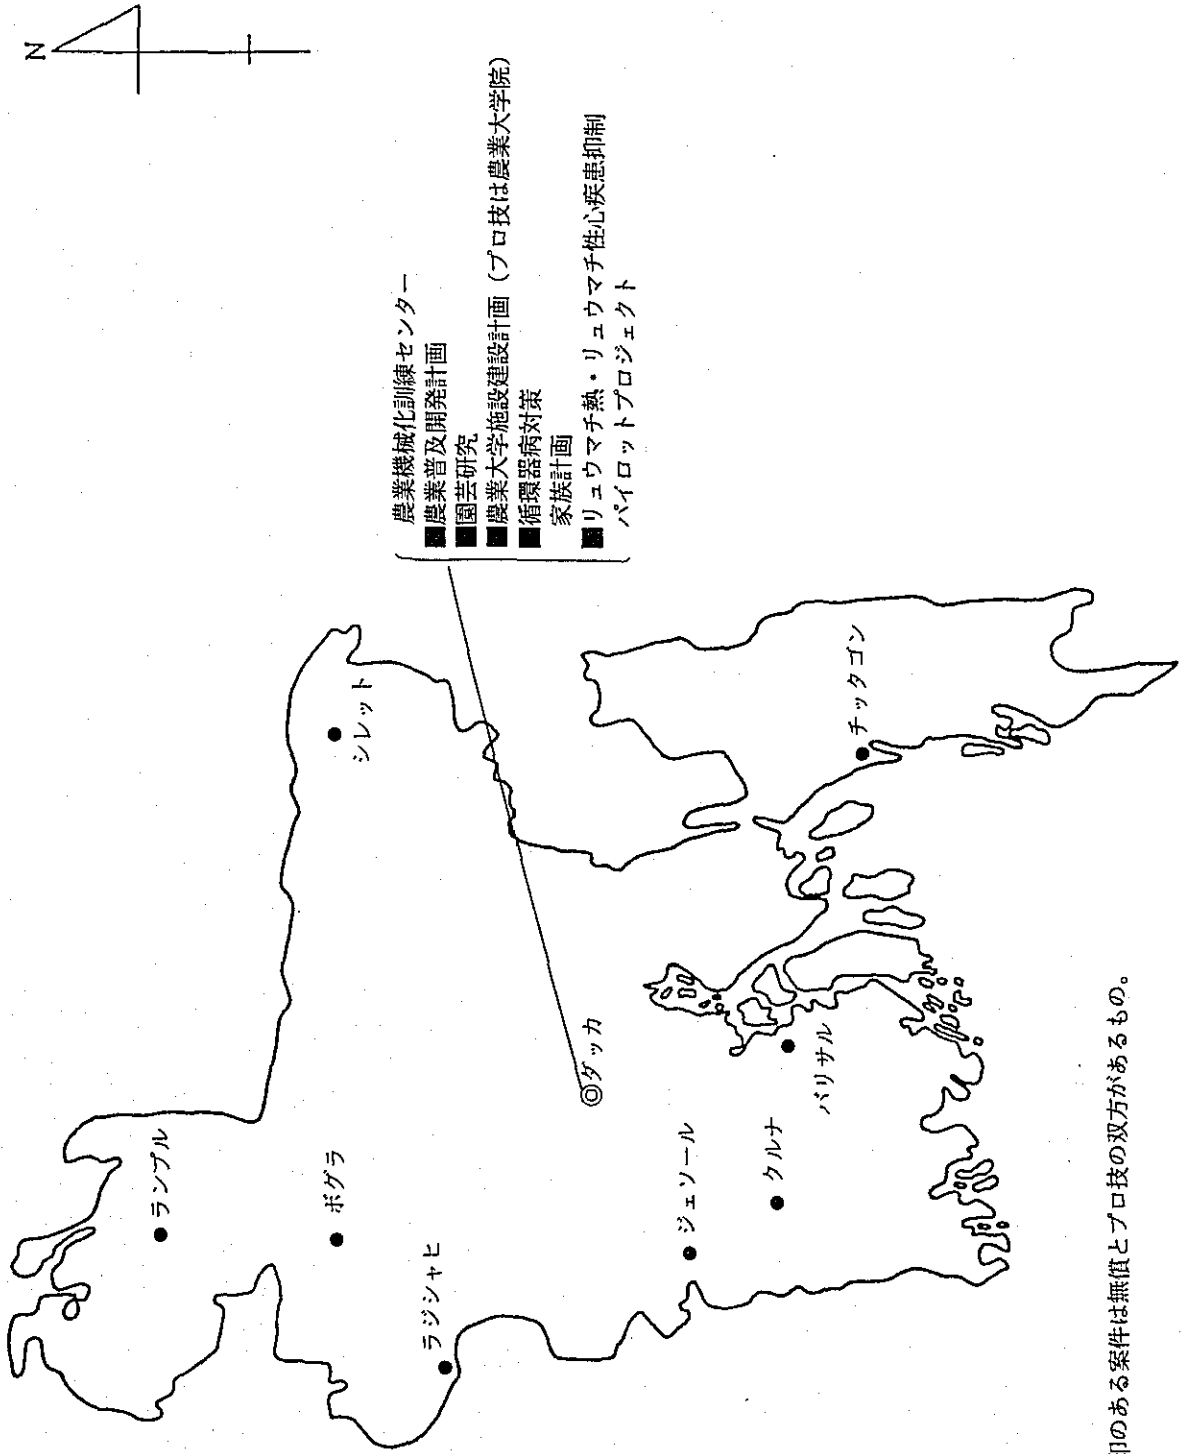 N
農業機械化訓練センター
■農業普及開発計画
■園芸研究
■農業大学施設建設計画（プロ技は農業大学院）
■循環器病対策
家族計画
■リュウマチ熱・リュウマチ性心疾患抑制
パイロットプロジェクト
シレット
ランプル
ボグラ
ラジシャヒ
ダッカ
ジェソール
クルナ
バリサル
チッタゴン
印のある案件は無償とプロ技の双方があるもの。